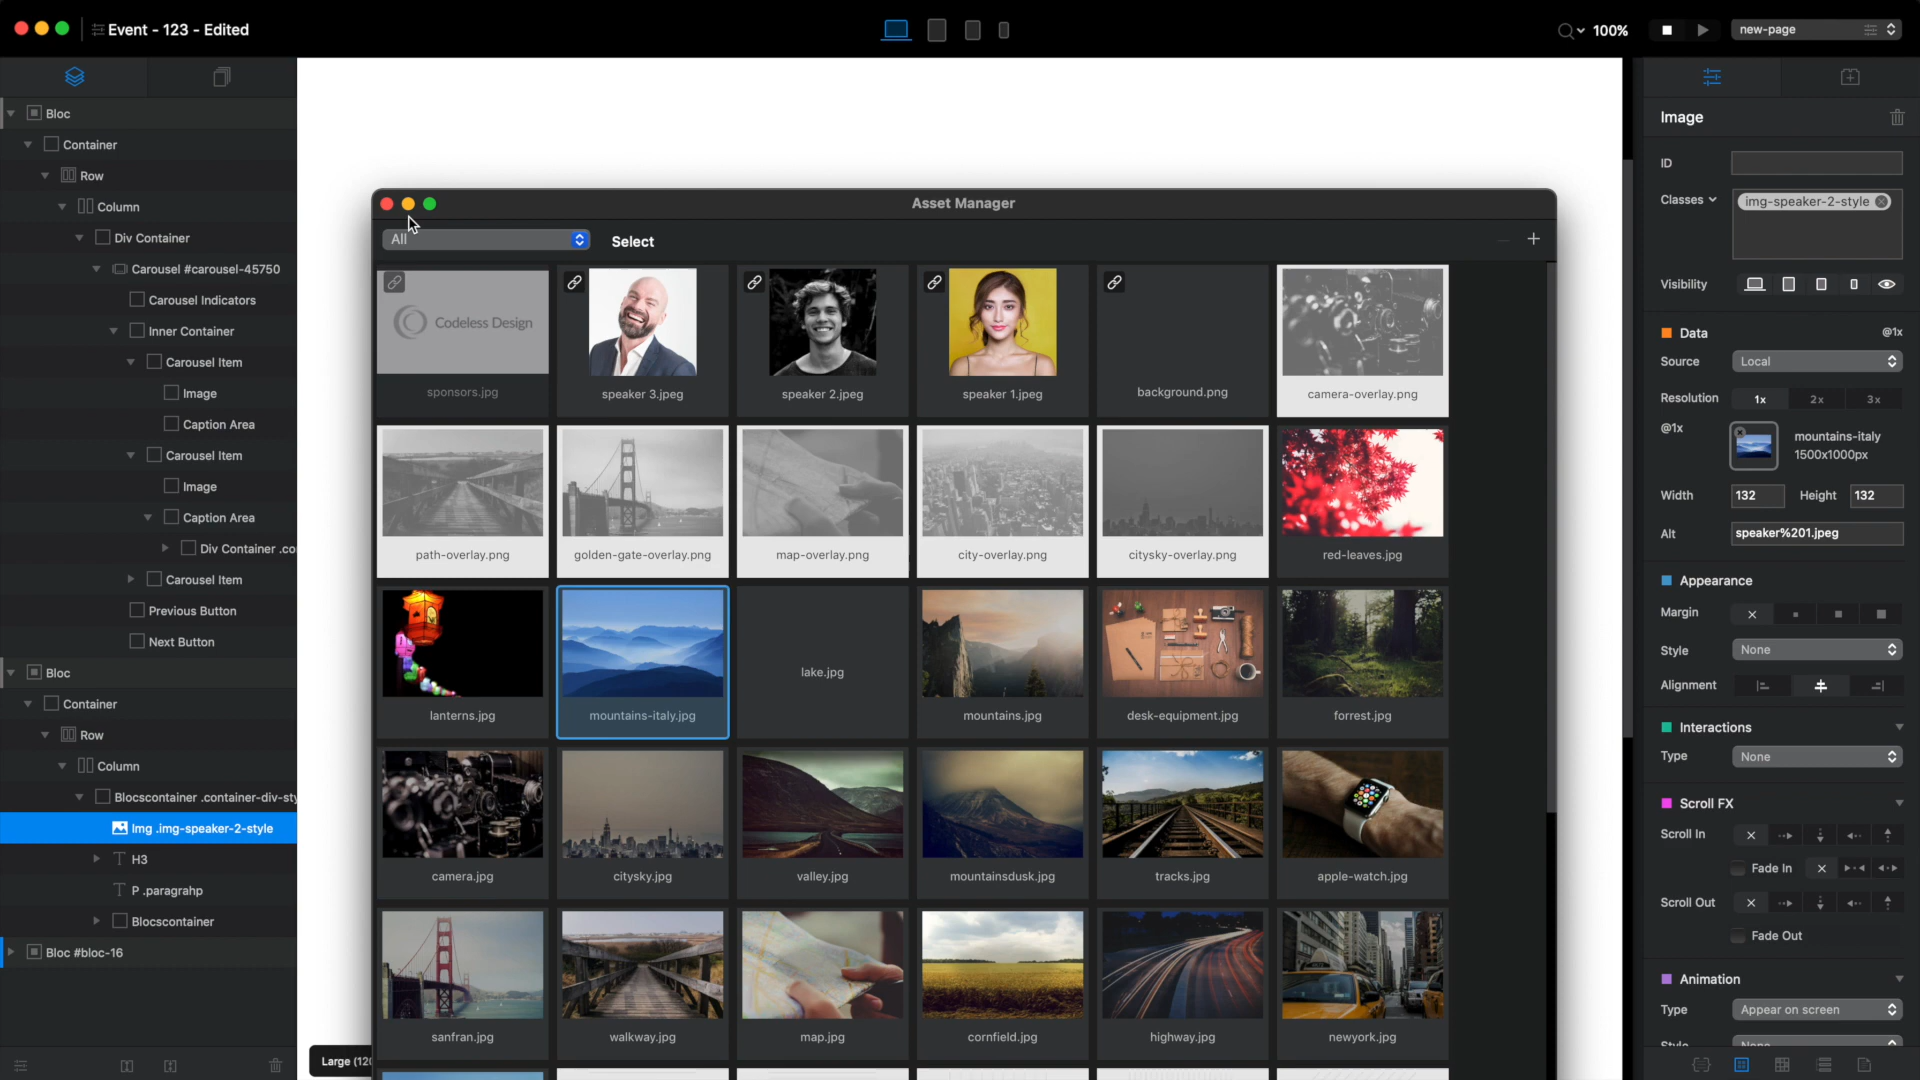 Event - 123 - Edited
100%
new-page
Bloc
Container
Row
Column
Div Container
Carousel #carousel-45750
Carousel Indicators
Inner Container
Carousel Item
Image
Caption Area
Carousel Item
Image
Caption Area
Div Container .co
Carousel Item
Previous Button
Next Button
Bloc
Container
Row
Column
Blocscontainer .container-div-sty
Img .img-speaker-2-style
H3
P .paragrahp
Blocscontainer
Bloc #bloc-16
Asset Manager
All
Select
Codeless Design
sponsors.jpg
speaker 3.jpeg
speaker 2.jpeg
speaker 1.jpeg
background.png
camera-overlay.png
path-overlay.png
golden-gate-overlay.png
map-overlay.png
city-overlay.png
citysky-overlay.png
red-leaves.jpg
lanterns.jpg
mountains-italy.jpg
lake.jpg
mountains.jpg
desk-equipment.jpg
forrest.jpg
camera.jpg
citysky.jpg
valley.jpg
mountainsdusk.jpg
tracks.jpg
apple-watch.jpg
sanfran.jpg
walkway.jpg
map.jpg
cornfield.jpg
highway.jpg
newyork.jpg
Large (120
Image
ID
Classes
img-speaker-2-style
Visibility
Data
@1x
Source
Local
Resolution
1x
2x
3x
@1x
mountains-italy
1500x1000px
Width
132
Height
132
Alt
speaker%201.jpeg
Appearance
Margin
Style
None
Alignment
Interactions
Type
None
Scroll FX
Scroll In
Fade In
Scroll Out
Fade Out
Animation
Type
Appear on screen
Style
None